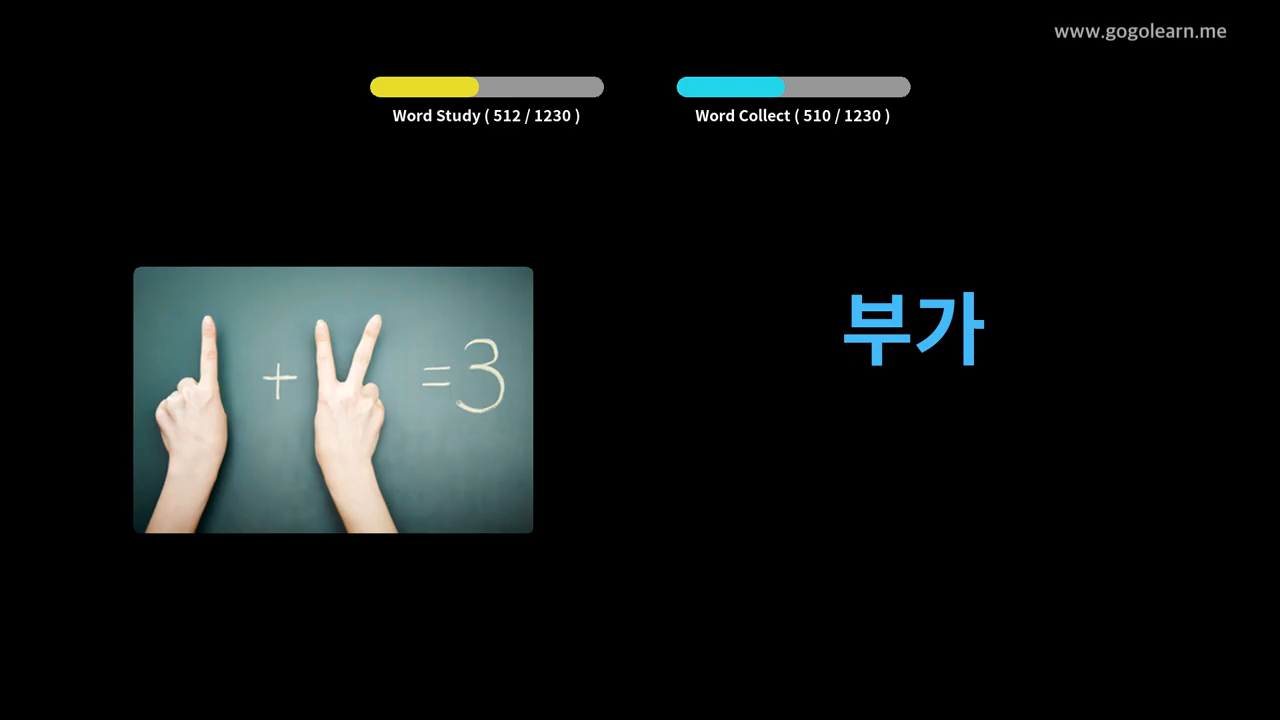 www.gogolearn.me
Word Study ( 512 / 1230 )
Word Collect ( 510 / 1230 )
+ = 3
부가